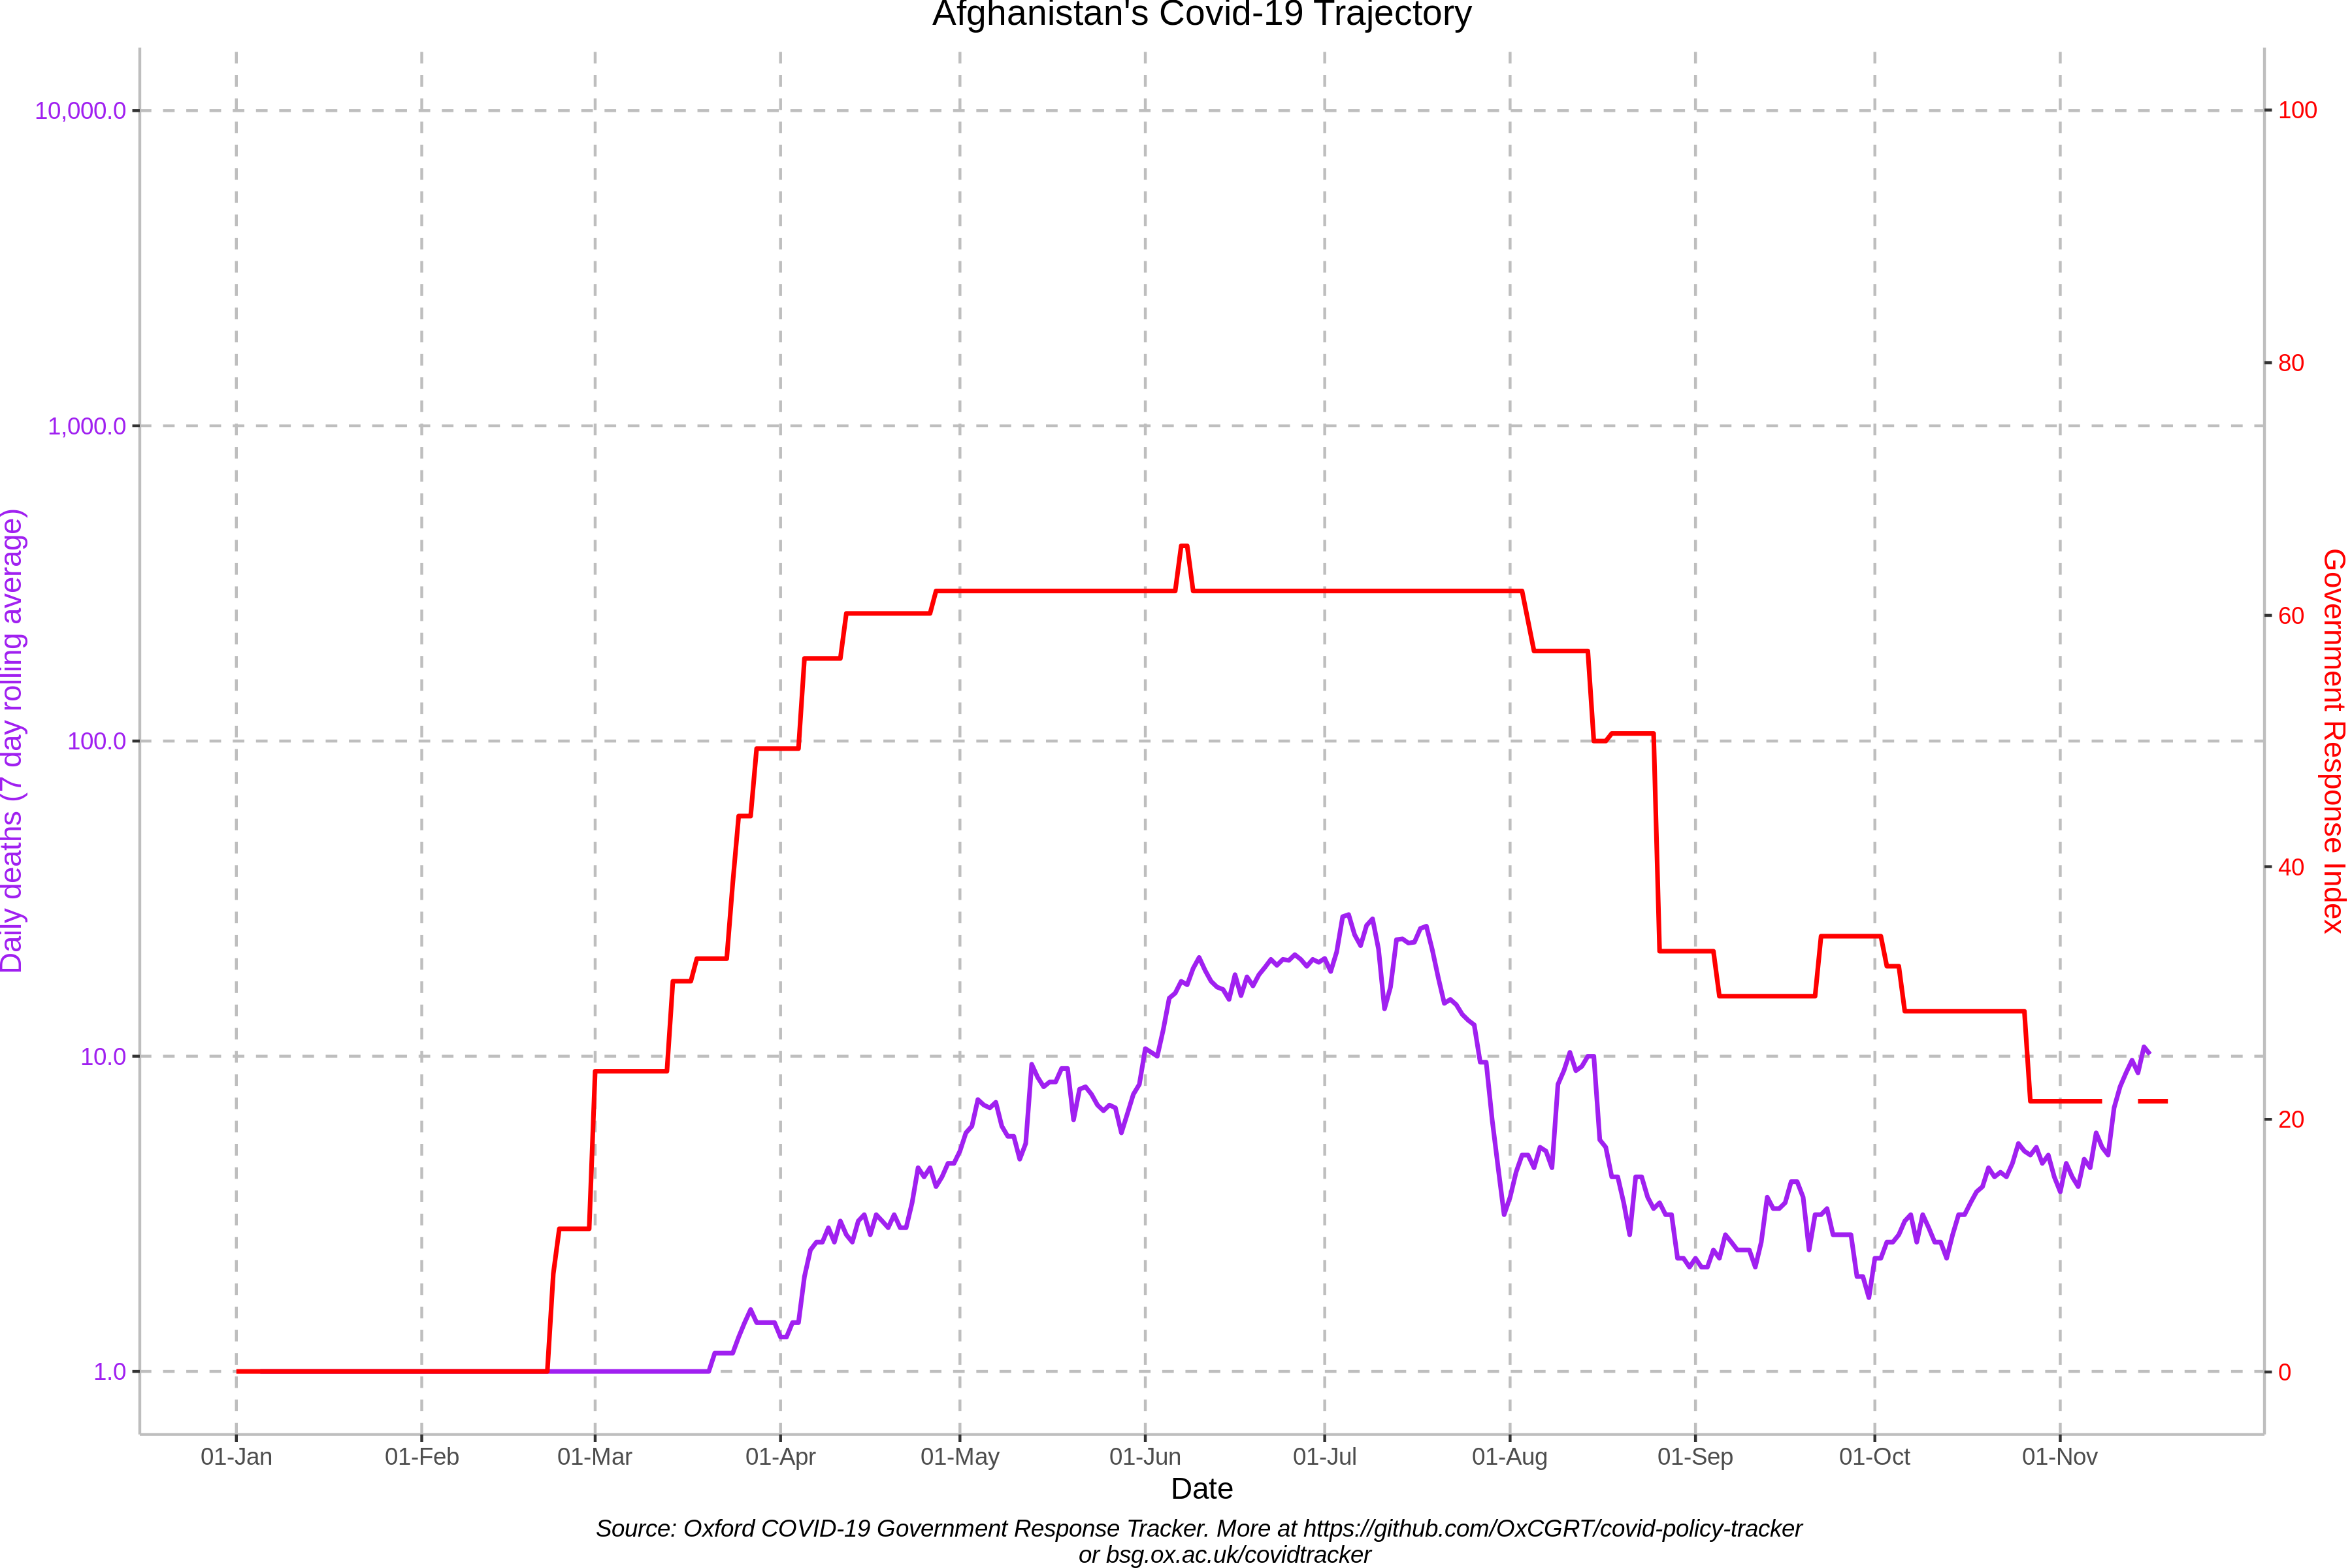 Afghanistan's Covid-19 Trajectory
10,000.0
1,000.0
100.0
10.0
1.0
Daily deaths (7 day rolling average)
100
80
60
40
20
0
Government Response Index
01-Jan 01-Feb 01-Mar 01-Apr 01-May 01-Jun 01-Jul 01-Aug 01-Sep 01-Oct 01-Nov
Date
Source: Oxford COVID-19 Government Response Tracker. More at https://github.com/OxCGRT/covid-policy-tracker
or bsg.ox.ac.uk/covidtracker